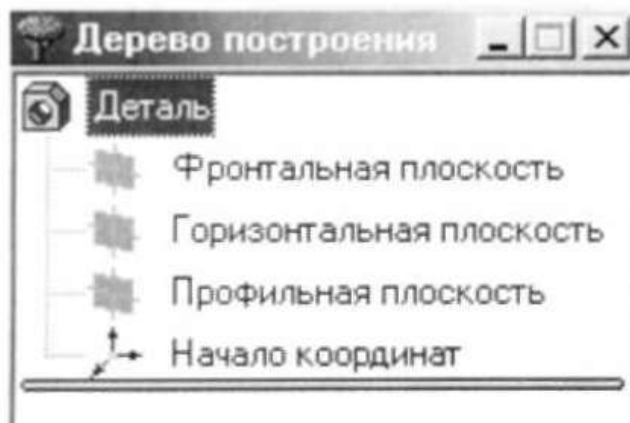 Дерево построения
Деталь
Фронтальная плоскость
Горизонтальная плоскость
Профильная плоскость
Начало координат